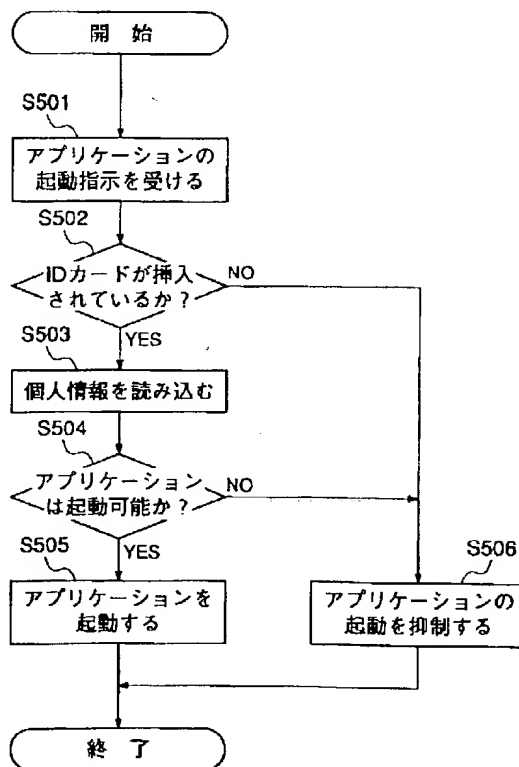 開 始
S501
アプリケーションの
起動指示を受ける
S502
IDカードが挿入
されているか？
NO
YES
S503
個人情報を読み込む
S504
アプリケーション
は起動可能か？
NO
YES
S505
アプリケーションを
起動する
S506
アプリケーションの
起動を抑制する
終 了